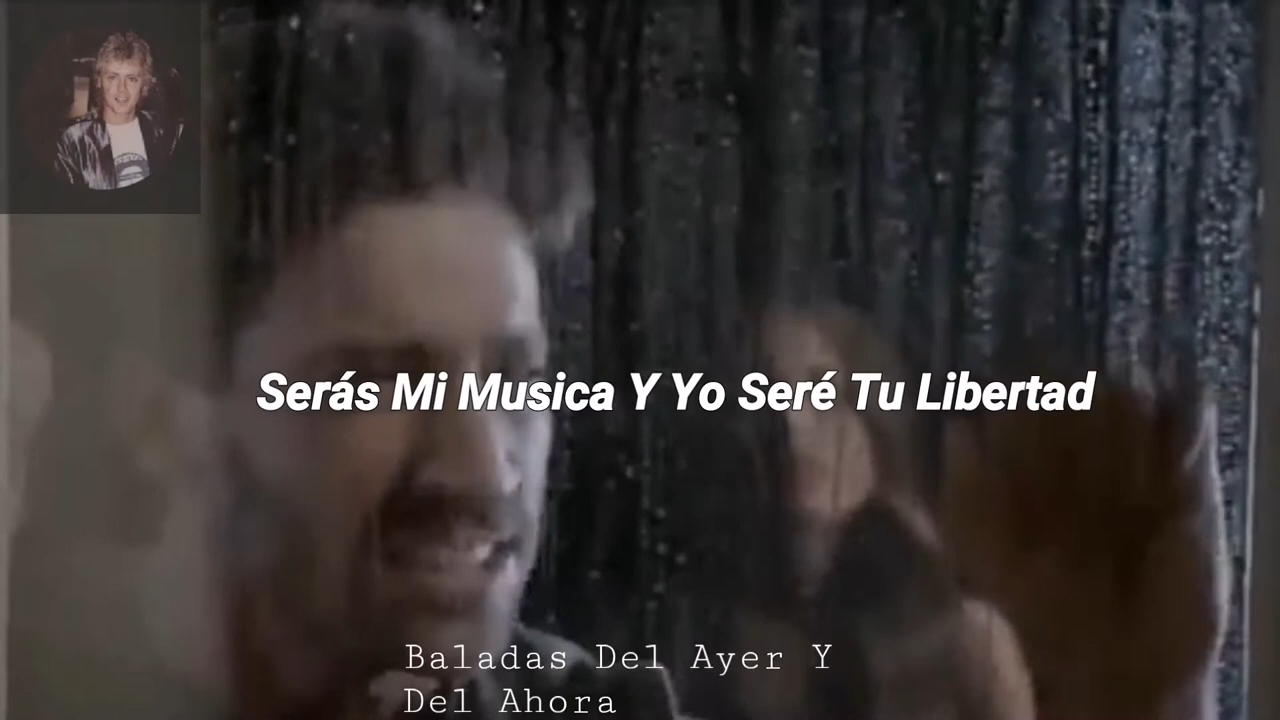 Serás Mi Musica Y Yo Seré Tu Libertad
Baladas Del Ayer Y
Del Ahora